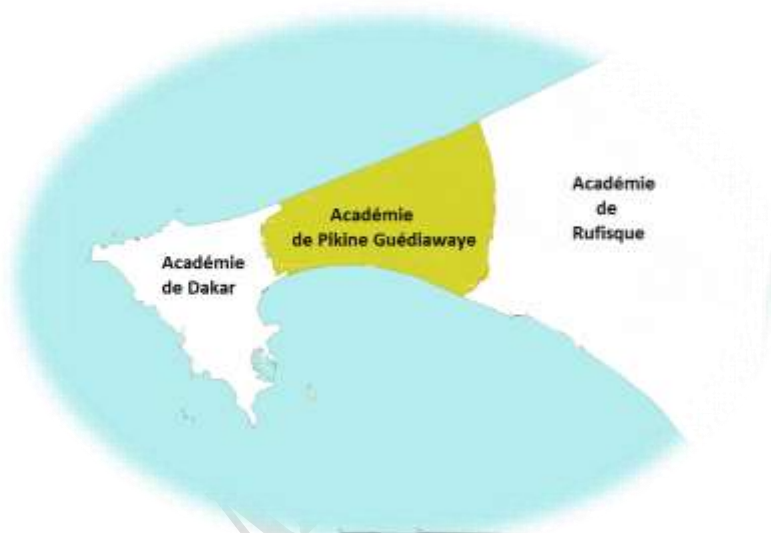 Académie
de Pikine Guédiawaye
Académie
de
Rufisque
Académie
de Dakar